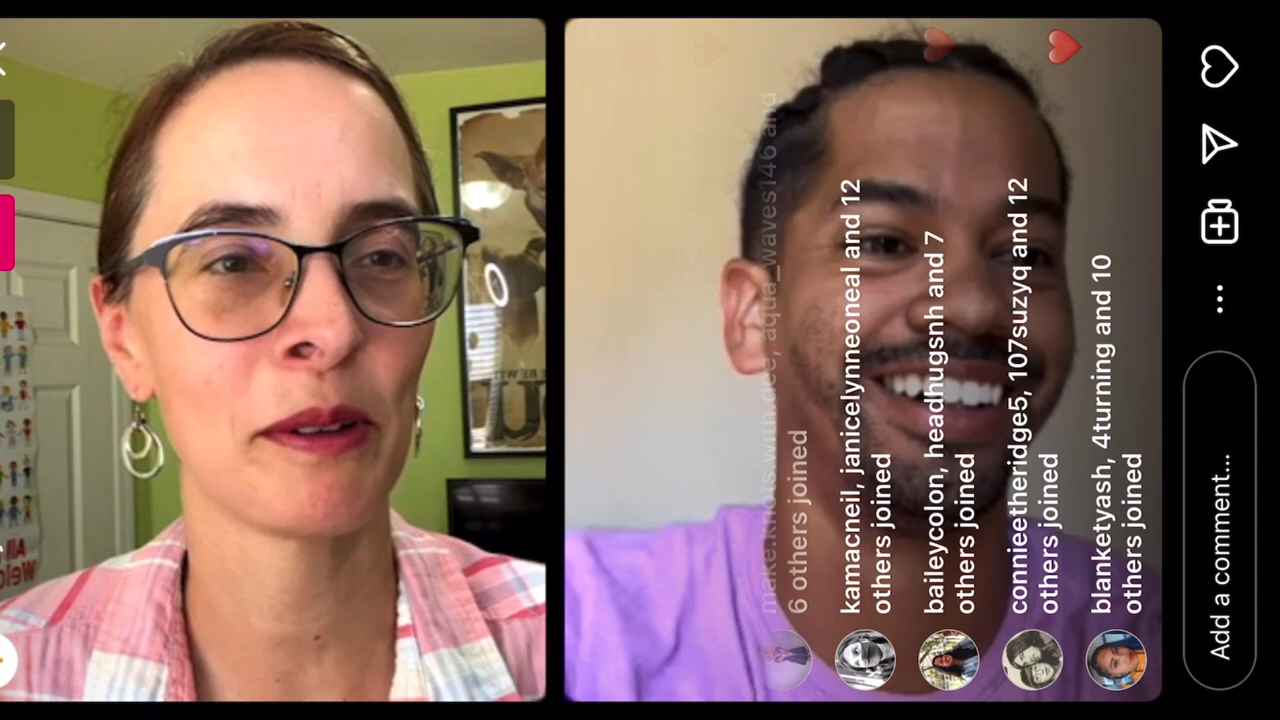 make.knots.with.dee, aqua_waves146 and
6 others joined
kamacneil, janicelynneoneal and 12
others joined
baileycolon, headhugsnh and 7
others joined
connieetheridge5, 107suzyq and 12
others joined
blanketyash, 4turning and 10
others joined
Add a comment...
All